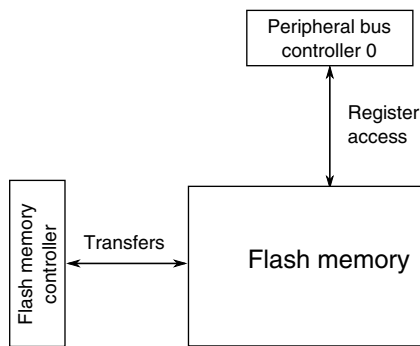 Peripheral bus
controller 0
Register
access
Flash memory
controller
Transfers
Flash memory